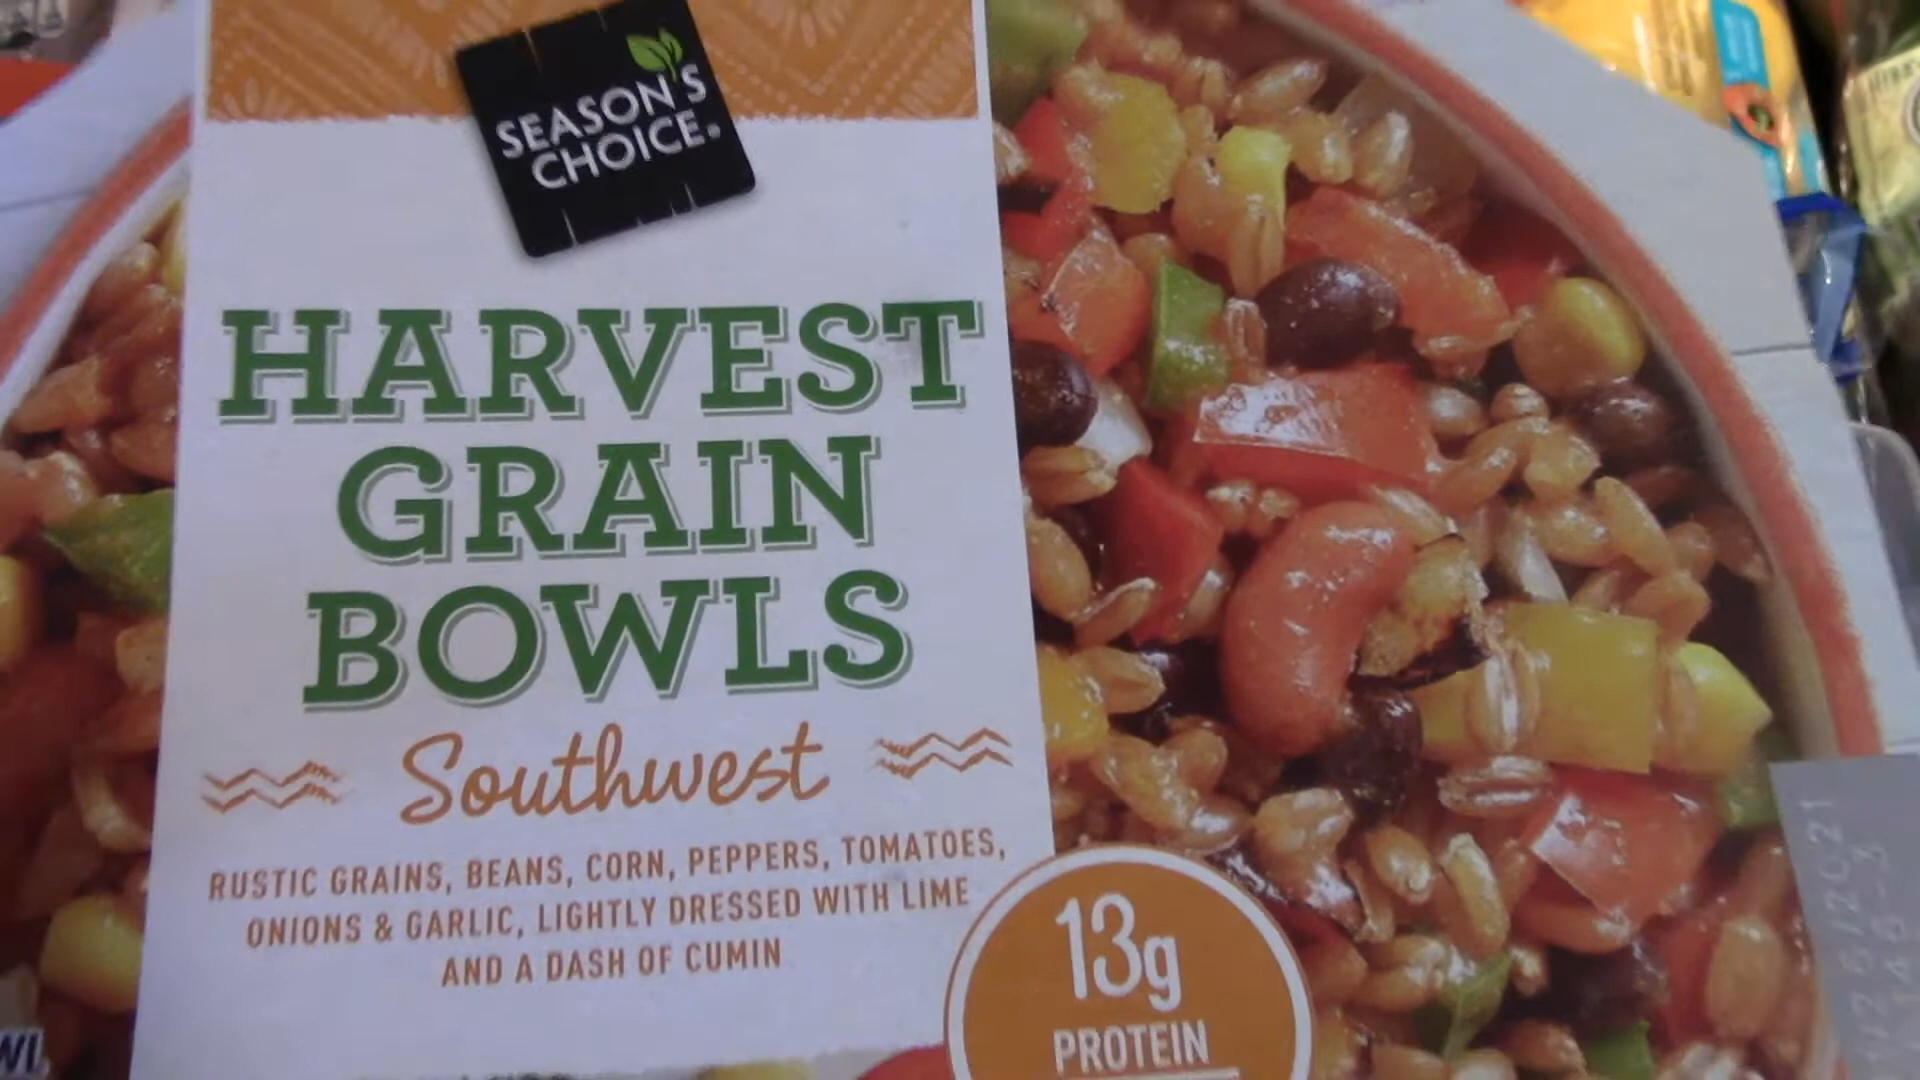 SEASON'S
CHOICE®
HARVEST
GRAIN
BOWLS
Southwest
RUSTIC GRAINS, BEANS, CORN, PEPPERS, TOMATOES,
ONIONS & GARLIC, LIGHTLY DRESSED WITH LIME
AND A DASH OF CUMIN
13g
PROTEIN